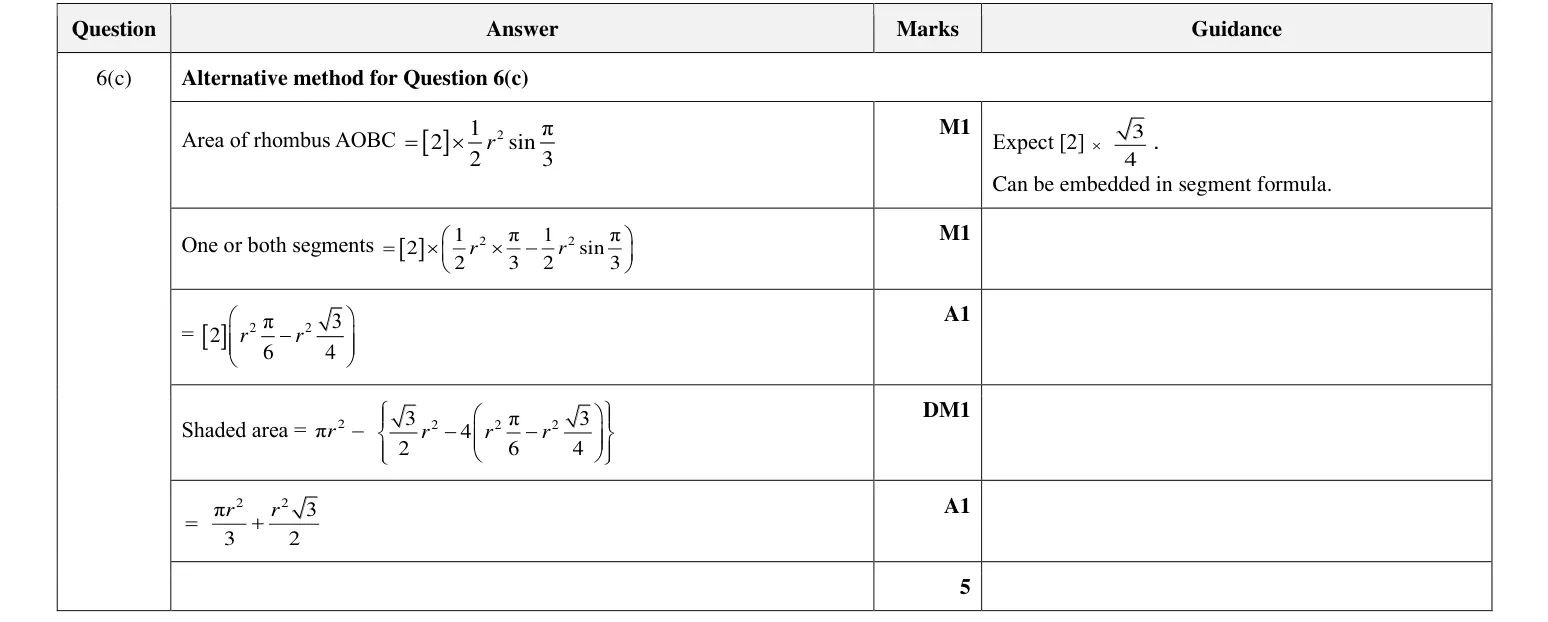 Question Answer Marks Guidance
6(c) Alternative method for Question 6(c)
Area of rhombus AOBC = [2] × 1/2 r² sin π/3 M1 Expect [2] × √3/4 .
Can be embedded in segment formula.
One or both segments = [2] × (1/2 r² × π/3 − 1/2 r² sin π/3) M1
= [2](r² π/6 − r² √3/4) A1
Shaded area = πr² − {√3/2 r² − 4(r² π/6 − r² √3/4)} DM1
= πr²/3 + r²√3/2 A1
5